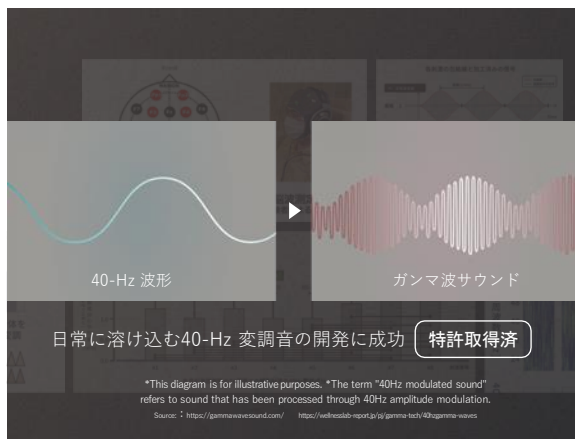 40-Hz 波形
ガンマ波サウンド
日常に溶け込む40-Hz 変調音の開発に成功 特許取得済
*This diagram is for illustrative purposes. *The term "40Hz modulated sound"
refers to sound that has been processed through 40Hz amplitude modulation.
Source: : https://gammawavesound.com/ https://wellnesslab-report.jp/pj/gamma-tech/40hzgamma-waves